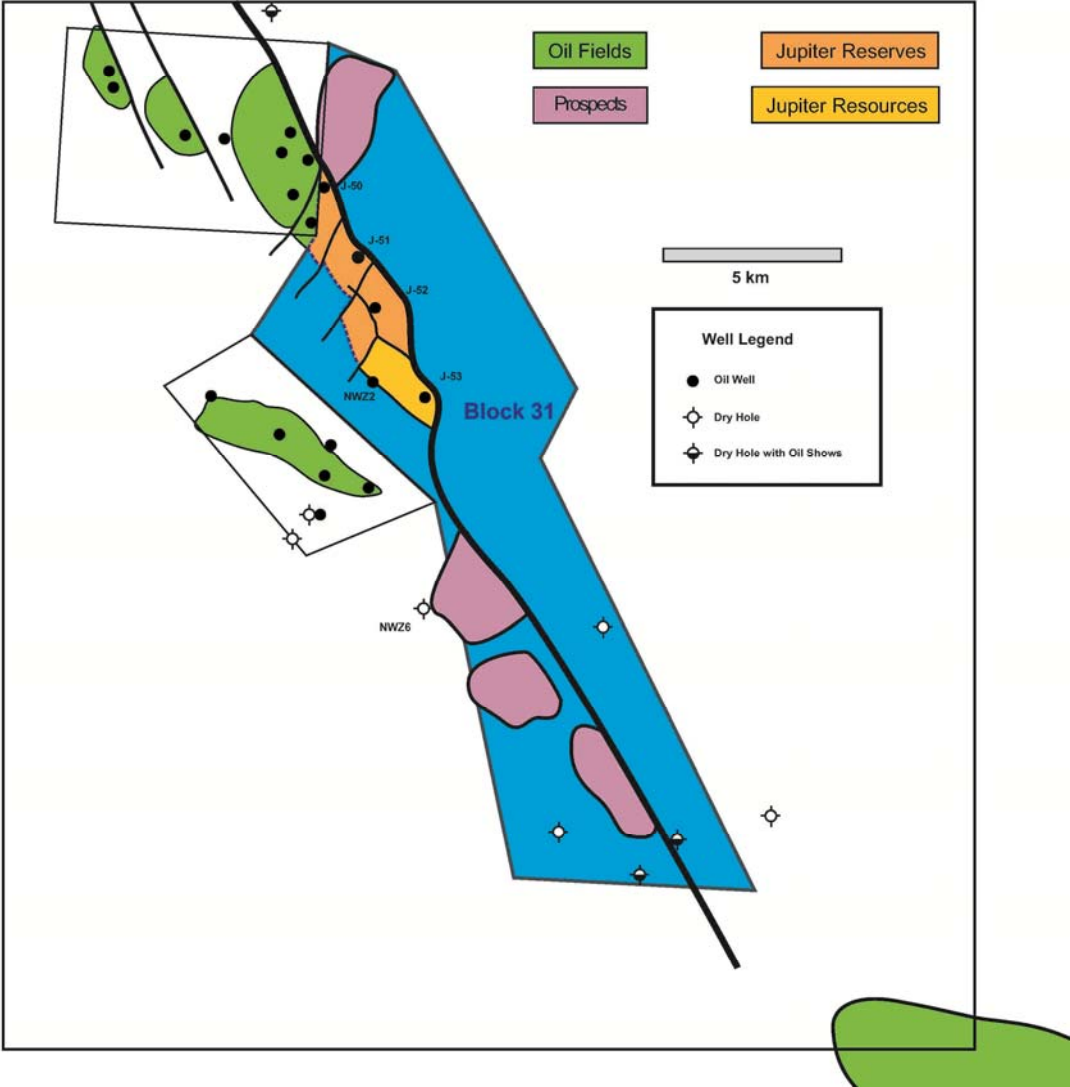 Oil Fields
Jupiter Reserves
Prospects
Jupiter Resources
J-50
J-51
5 km
J-52
Well Legend
Oil Well
J-53
NWZ2
Block 31
Dry Hole
Dry Hole with Oil Shows
NWZ6